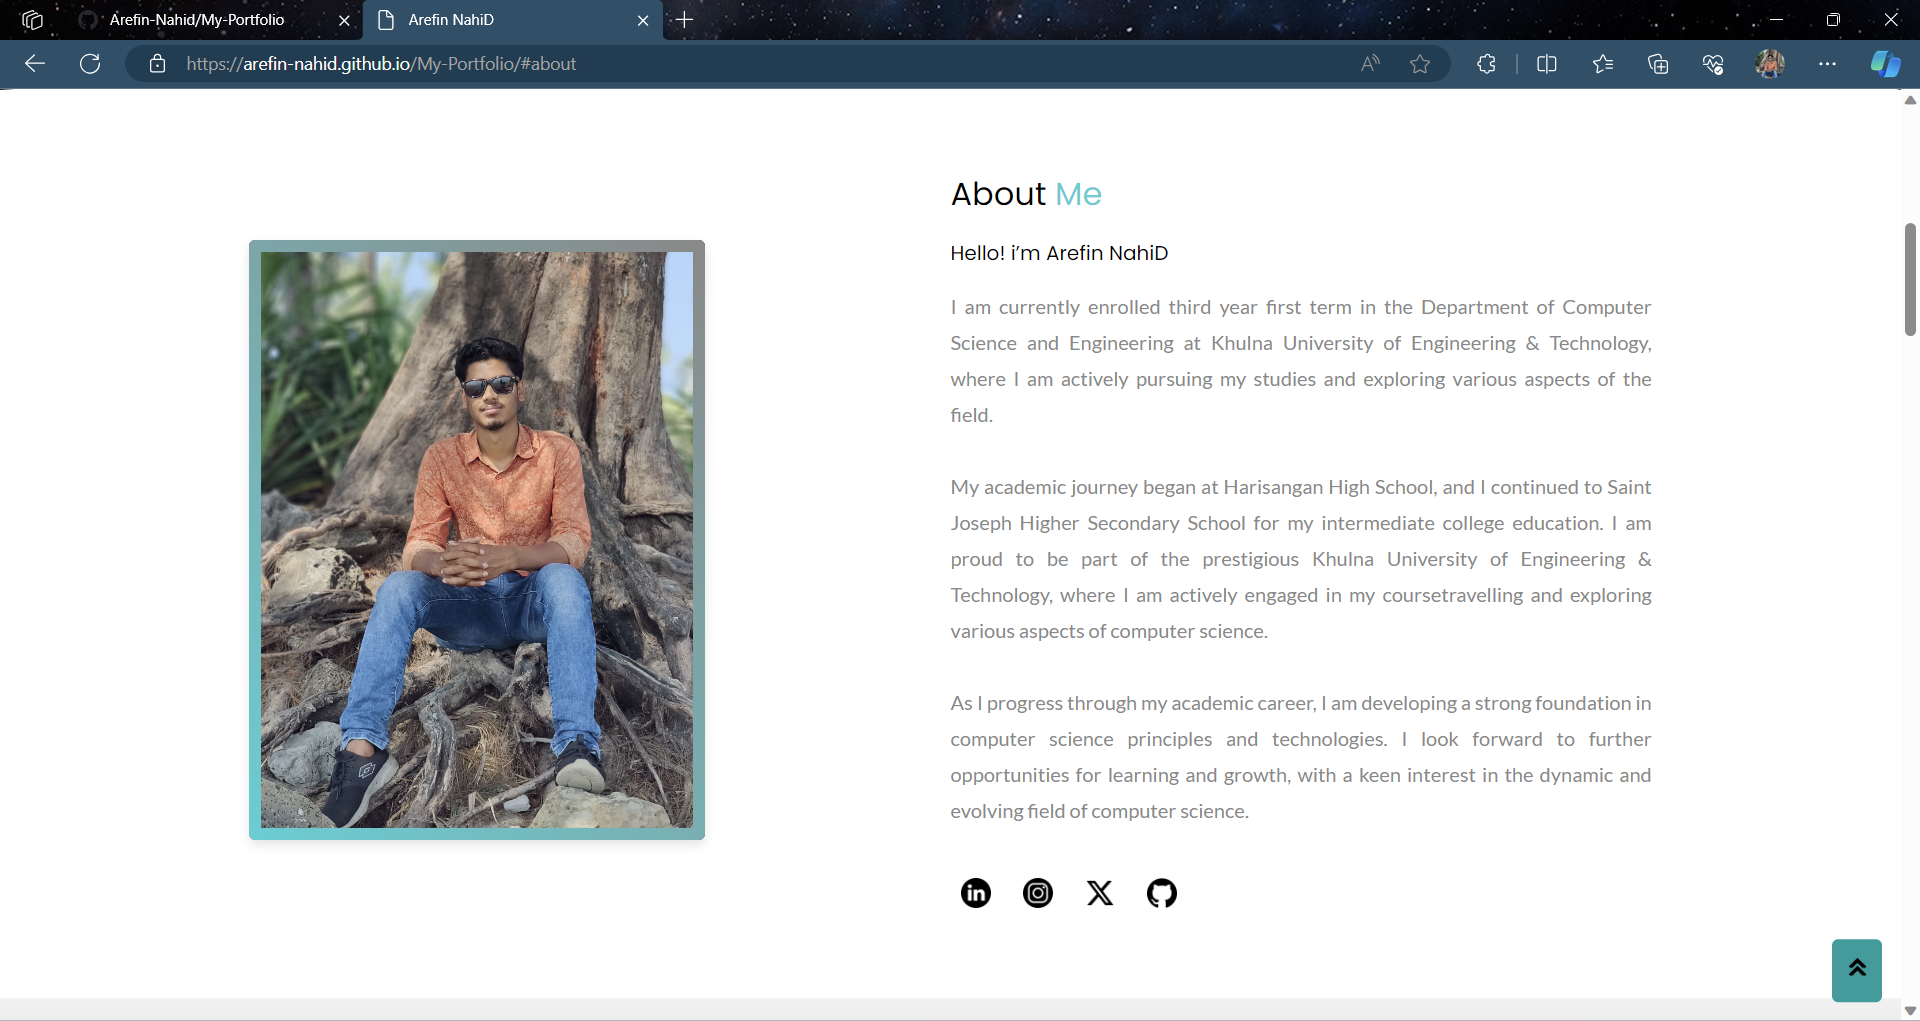 Arefin-Nahid/My-Portfolio
Arefin NahiD
https://arefin-nahid.github.io/My-Portfolio/#about
About Me
Hello! i'm Arefin NahiD
I am currently enrolled third year first term in the Department of Computer
Science and Engineering at Khulna University of Engineering & Technology,
where I am actively pursuing my studies and exploring various aspects of the
field.
My academic journey began at Harisangan High School, and I continued to Saint
Joseph Higher Secondary School for my intermediate college education. I am
proud to be part of the prestigious Khulna University of Engineering &
Technology, where I am actively engaged in my coursetravelling and exploring
various aspects of computer science.
As I progress through my academic career, I am developing a strong foundation in
computer science principles and technologies. I look forward to further
opportunities for learning and growth, with a keen interest in the dynamic and
evolving field of computer science.